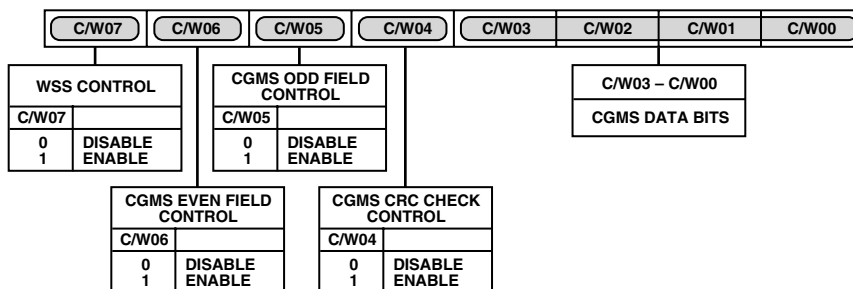 C/W07 C/W06 C/W05 C/W04 C/W03 C/W02 C/W01 C/W00
WSS CONTROL
C/W07
0 DISABLE
1 ENABLE
CGMS ODD FIELD
CONTROL
C/W05
0 DISABLE
1 ENABLE
C/W03 – C/W00
CGMS DATA BITS
CGMS EVEN FIELD
CONTROL
C/W06
0 DISABLE
1 ENABLE
CGMS CRC CHECK
CONTROL
C/W04
0 DISABLE
1 ENABLE